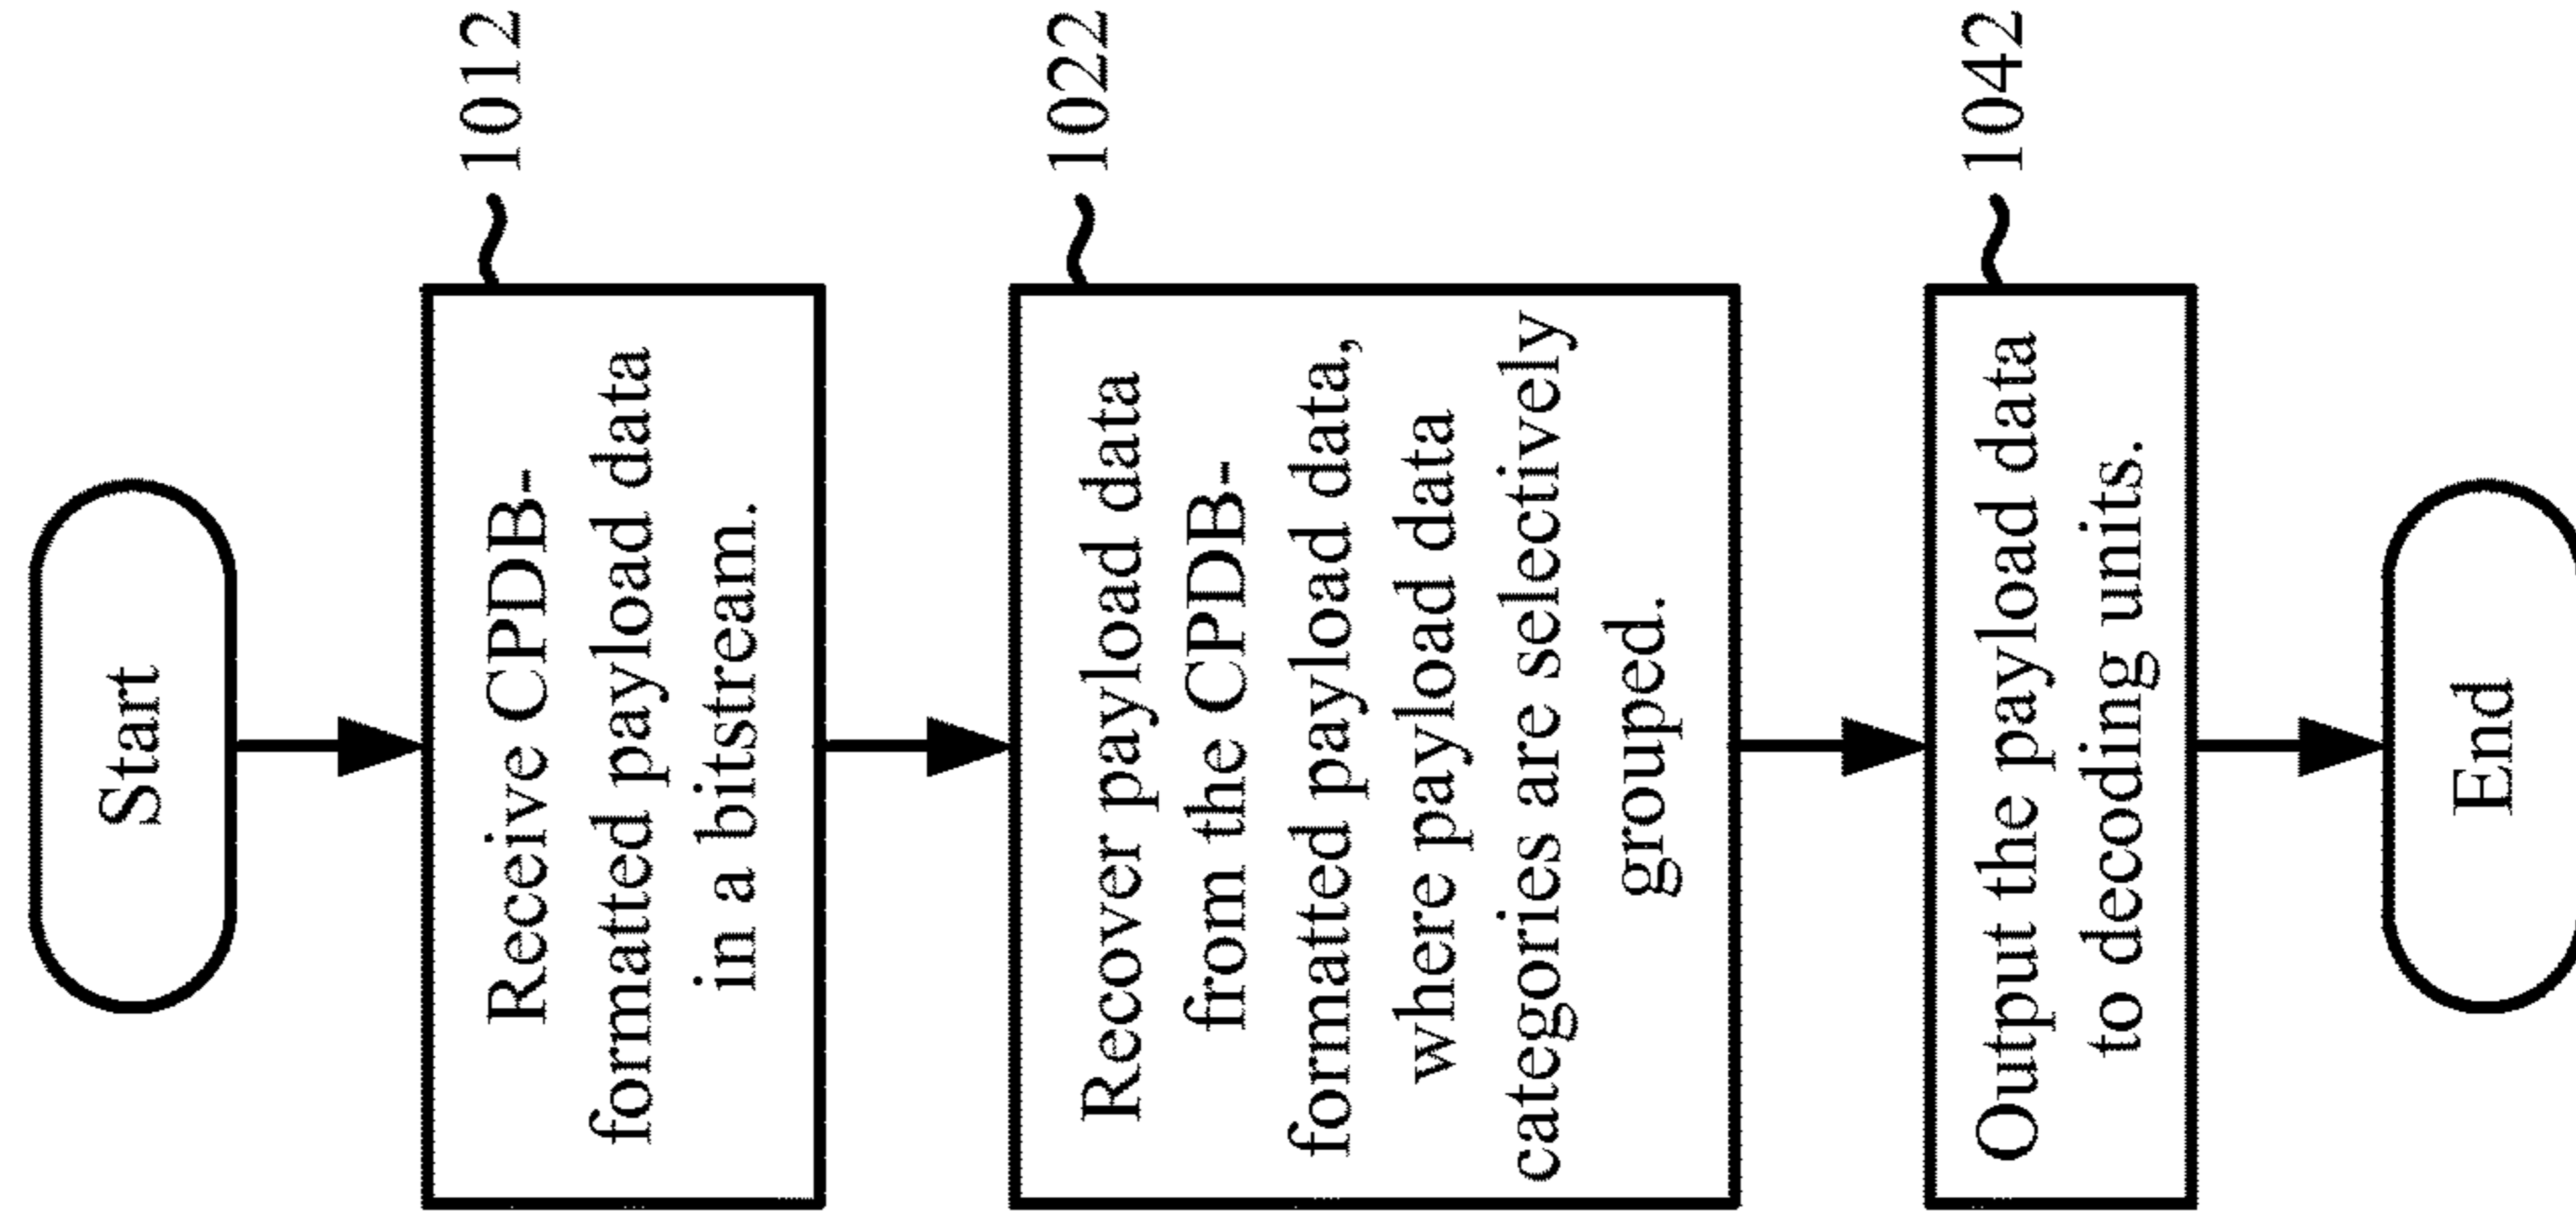 Start
1012
Receive CPDB-
formatted payload data
in a bitstream.
1022
Recover payload data
from the CPDB-
formatted payload data,
where payload data
categories are selectively
grouped.
1042
Output the payload data
to decoding units.
End